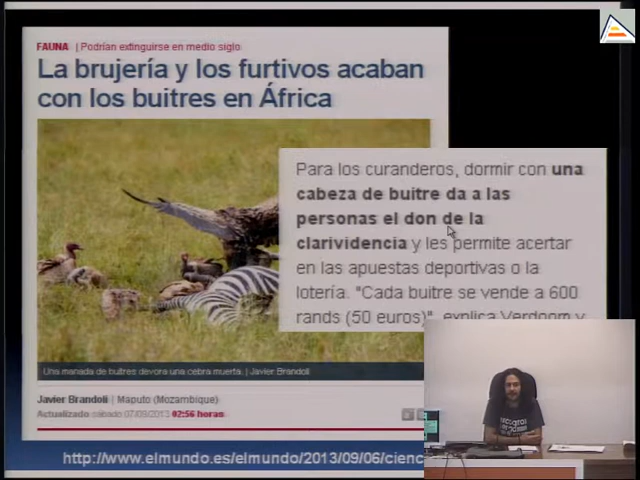 FAUNA | Podrían extinguirse en medio siglo
La brujería y los furtivos acaban
con los buitres en África
Para los curanderos, dormir con una
cabeza de buitre da a las
personas el don de la
clarividencia y les permite acertar
en las apuestas deportivas o la
lotería. "Cada buitre se vende a 600
rands (50 euros)", explica Verdoorn y
Una manada de buitres devora una cebra muerta. | Javier Brandoli
Javier Brandoli | Maputo (Mozambique)
Actualizado sábado 07/09/2013 02:56 horas
http://www.elmundo.es/elmundo/2013/09/06/cienc